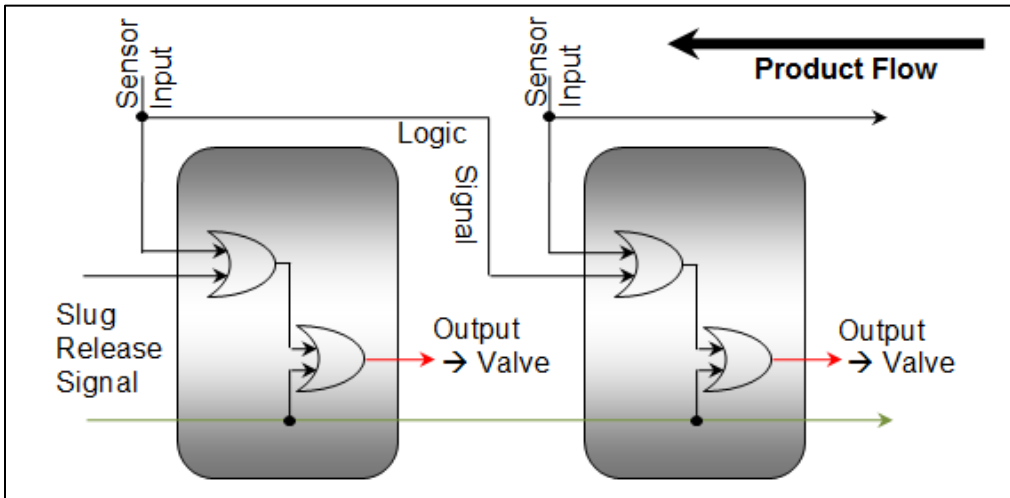 Sensor
Input
Sensor
Input
Product Flow
Logic
Signal
Slug
Release
Signal
Output
→ Valve
Output
→ Valve